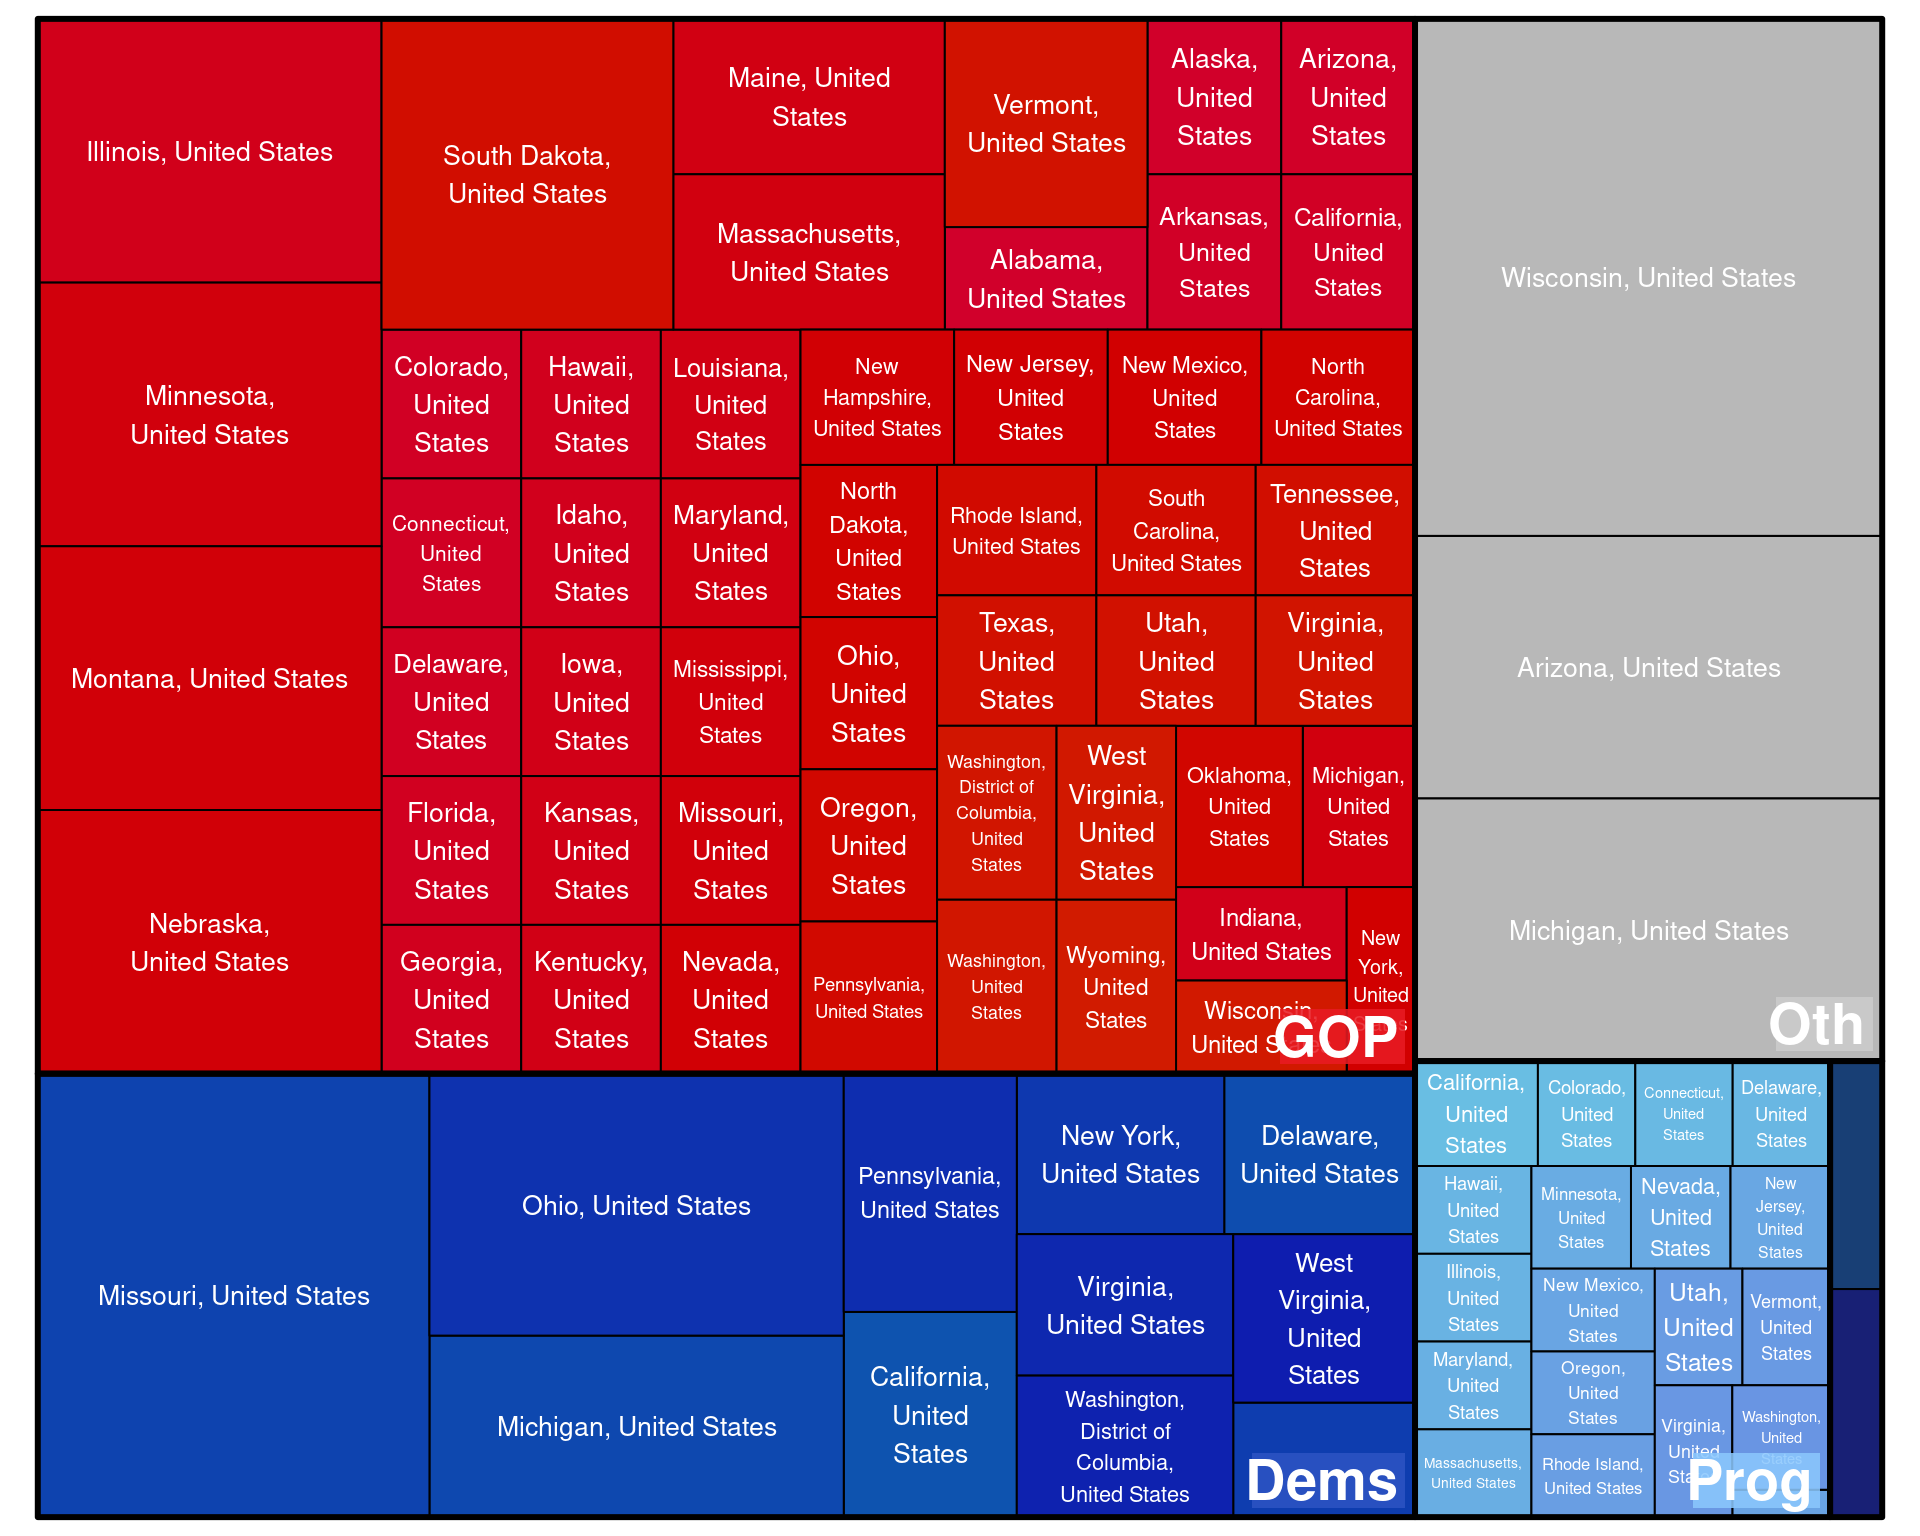 Illinois, United States
Minnesota,
United States
Montana, United States
Nebraska,
United States
South Dakota,
United States
Maine, United
States
Massachusetts,
United States
Vermont,
United States
Alabama,
United States
Alaska,
United
States
Arizona,
United
States
Arkansas,
United
States
California,
United
States
Colorado,
United
States
Connecticut,
United
States
Delaware,
United
States
Florida,
United
States
Georgia,
United
States
Hawaii,
United
States
Idaho,
United
States
Iowa,
United
States
Kansas,
United
States
Kentucky,
United
States
Louisiana,
United
States
Maryland,
United
States
Mississippi,
United
States
Missouri,
United
States
Nevada,
United
States
New
Hampshire,
United States
New Jersey,
United
States
New Mexico,
United
States
North
Carolina,
United States
North
Dakota,
United
States
Ohio,
United
States
Oregon,
United
States
Pennsylvania,
United States
Rhode Island,
United States
South
Carolina,
United States
Tennessee,
United
States
Texas,
United
States
Utah,
United
States
Virginia,
United
States
Washington,
District of
Columbia,
United
States
West
Virginia,
United
States
Washington,
United
States
Wyoming,
United
States
Oklahoma,
United
States
Michigan,
United
States
Indiana,
United States
Wisconsin,
United States
New
York,
United
States
GOP
Wisconsin, United States
Arizona, United States
Michigan, United States
Oth
Missouri, United States
Ohio, United States
Michigan, United States
Pennsylvania,
United States
California,
United
States
New York,
United States
Delaware,
United States
Virginia,
United States
Washington,
District of
Columbia,
United States
West
Virginia,
United
States
Dems
California,
United
States
Colorado,
United
States
Connecticut,
United
States
Delaware,
United
States
Hawaii,
United
States
Illinois,
United
States
Maryland,
United
States
Massachusetts,
United States
Minnesota,
United
States
Nevada,
United
States
New
Jersey,
United
States
New Mexico,
United
States
Oregon,
United
States
Rhode Island,
United States
Utah,
United
States
Vermont,
United
States
Virginia,
United
States
Washington,
United
States
Prog